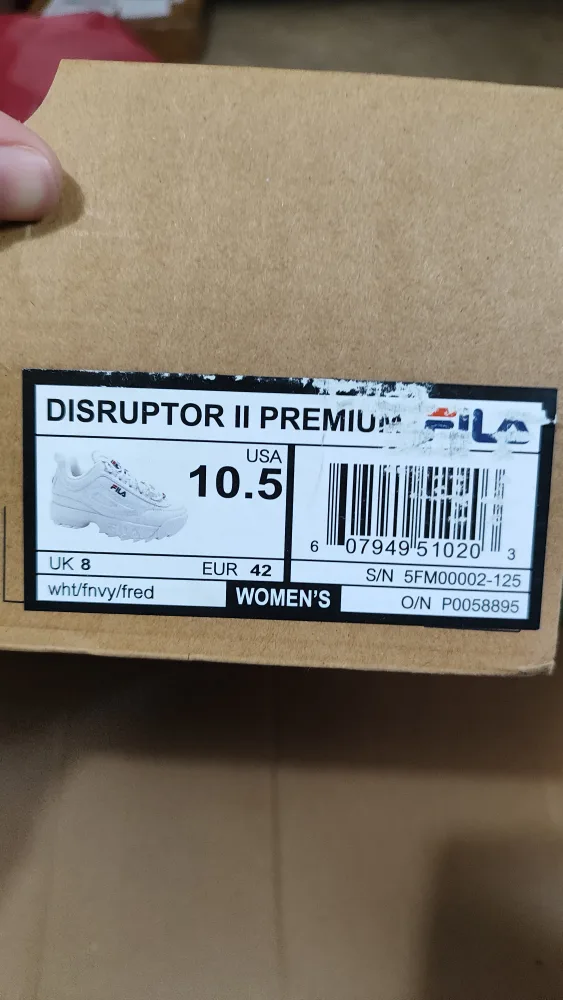 DISRUPTOR II PREMIUM FILA
FILA
USA
10.5
UK 8
EUR 42
wht/fnvy/fred
WOMEN'S
6 07949 51020 3
S/N 5FM00002-125
O/N P0058895